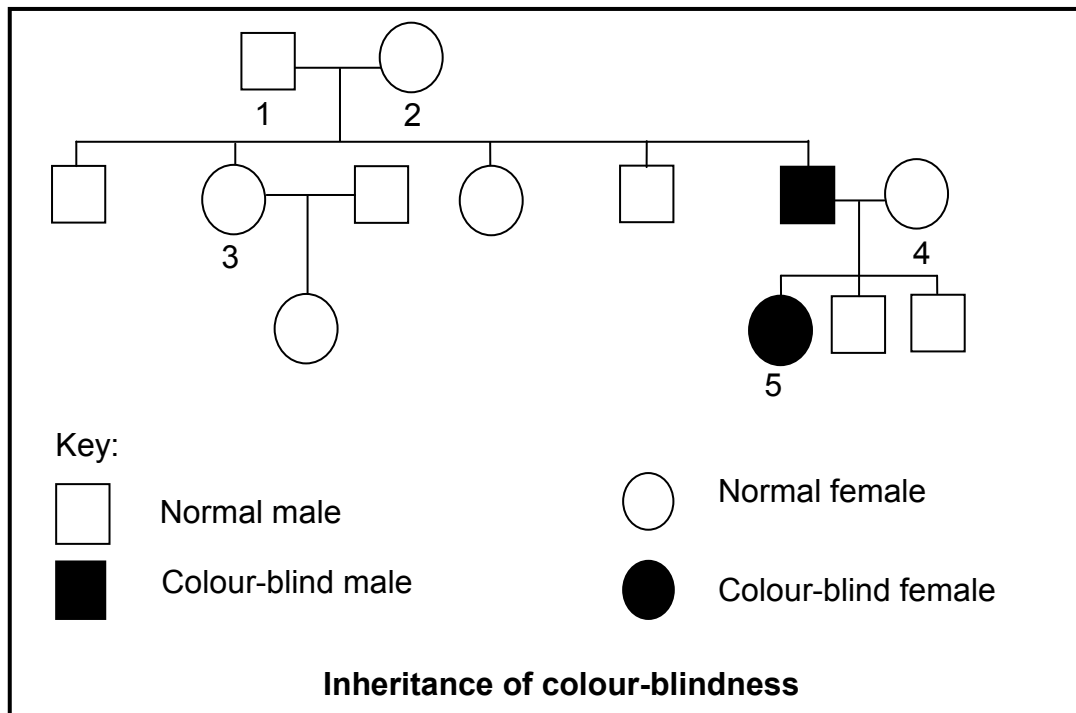 1
2
3
4
5
Key:
Normal male
Normal female
Colour-blind male
Colour-blind female
Inheritance of colour-blindness